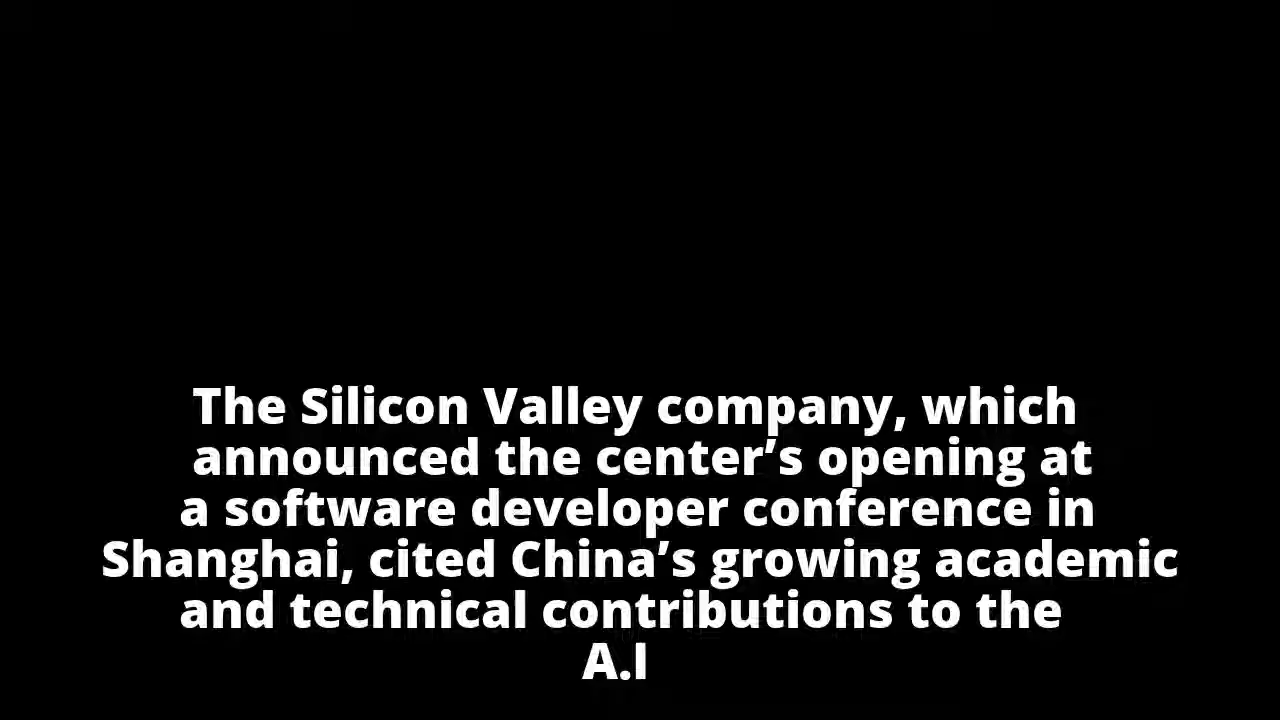 The Silicon Valley company, which
announced the center’s opening at
a software developer conference in
Shanghai, cited China’s growing academic
and technical contributions to the
A.I